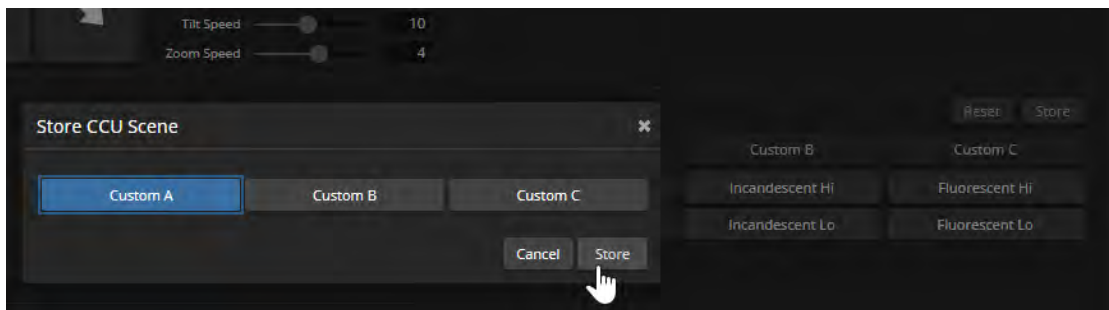 Tilt Speed 10
Zoom Speed 4
Store CCU Scene
Custom A Custom B Custom C
Cancel Store
Reset Store
Custom B Custom C
Incandescent Hi Fluorescent Hi
Incandescent Lo Fluorescent Lo